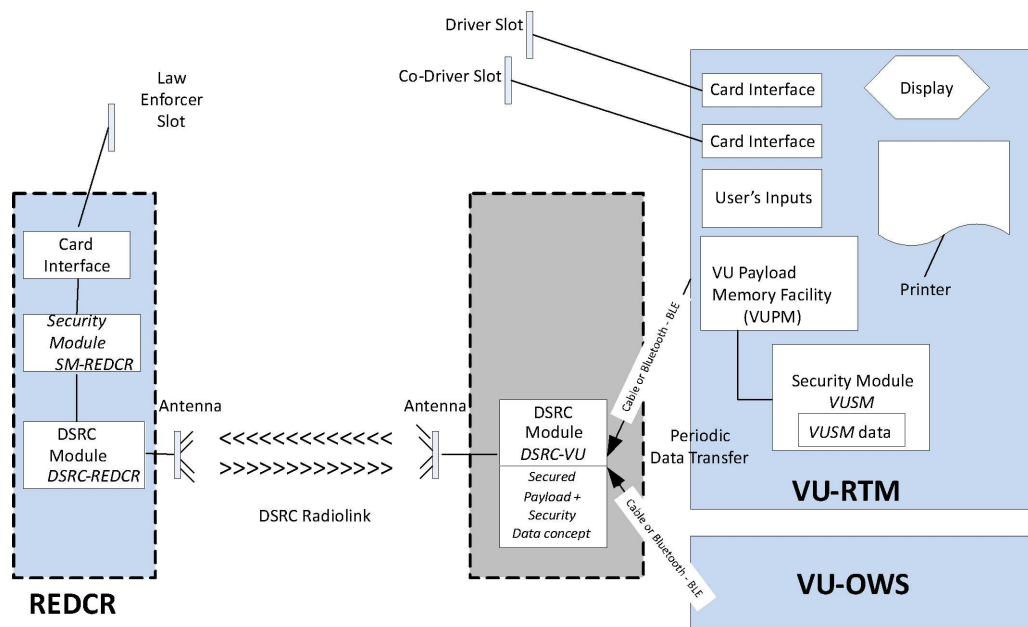 Driver Slot
Co-Driver Slot
Law
Enforcer
Slot
Card
Interface
Security
Module
SM-REDCR
DSRC
Module
DSRC-REDCR
REDCR
Antenna
<<<<<<<<<<<<
>>>>>>>>>>>>
DSRC Radiolink
Antenna
DSRC
Module
DSRC-VU
Secured
Payload +
Security
Data concept
Cable or Bluetooth - BLE
Periodic
Data Transfer
Cable or Bluetooth - BLE
Card Interface
Display
Card Interface
User’s Inputs
Printer
VU Payload
Memory Facility
(VUPM)
Security Module
VUSM
VUSM data
VU-RTM
VU-OWS